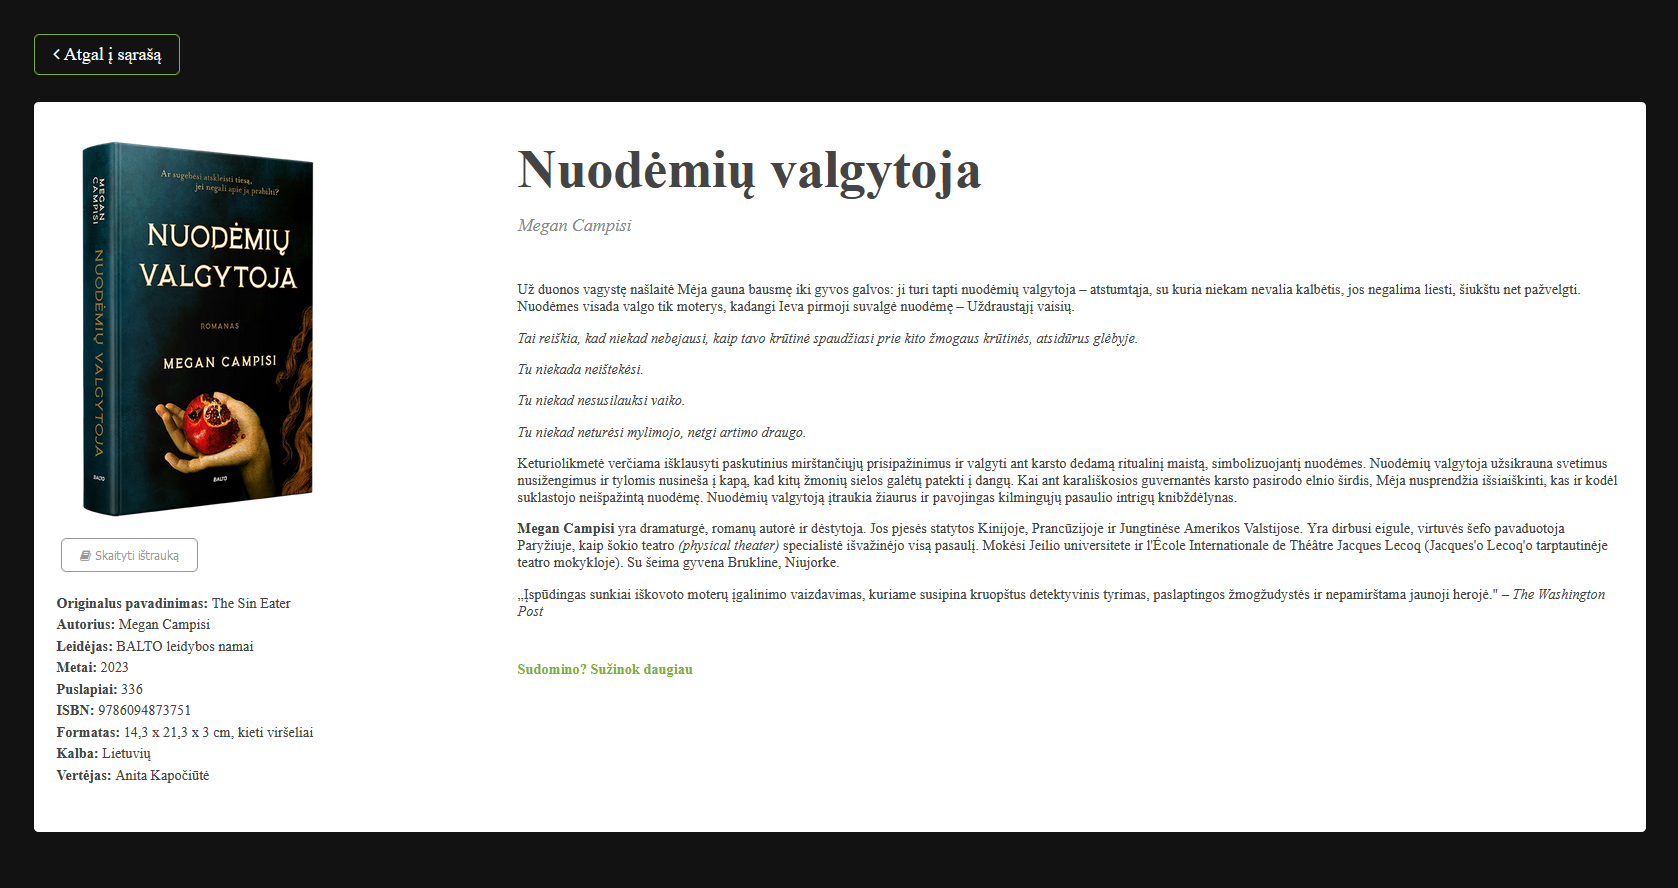 Atgal į sąrašą
Ar sugebėsi atskleisti tiesą,
jei negali apie ją prabilti?
MEGAN
CAMPISI
NUODĖMIŲ VALGYTOJA
BALTO
NUODĖMIŲ
VALGYTOJA
ROMANAS
MEGAN CAMPISI
BALTO
Skaityti ištrauką
Originalus pavadinimas: The Sin Eater
Autorius: Megan Campisi
Leidėjas: BALTO leidybos namai
Metai: 2023
Puslapiai: 336
ISBN: 9786094873751
Formatas: 14,3 x 21,3 x 3 cm, kieti viršeliai
Kalba: Lietuvių
Vertėjas: Anita Kapočiūtė
Nuodėmių valgytoja
Megan Campisi
Už duonos vagystę našlaitė Mėja gauna bausmę iki gyvos galvos: ji turi tapti nuodėmių valgytoja – atstumtąja, su kuria niekam nevalia kalbėtis, jos negalima liesti, šiukštu net pažvelgti.
Nuodėmes visada valgo tik moterys, kadangi Ieva pirmoji suvalgė nuodėmę – Uždraustąjį vaisių.
Tai reiškia, kad niekad nebejausi, kaip tavo krūtinė spaudžiasi prie kito žmogaus krūtinės, atsidūrus glėbyje.
Tu niekada neištekėsi.
Tu niekad nesusilauksi vaiko.
Tu niekad neturėsi mylimojo, netgi artimo draugo.
Keturiolikmetė verčiama išklausyti paskutinius mirštančiųjų prisipažinimus ir valgyti ant karsto dedamą ritualinį maistą, simbolizuojantį nuodėmes. Nuodėmių valgytoja užsikrauna svetimus
nusižengimus ir tylomis nusineša į kapą, kad kitų žmonių sielos galėtų patekti į dangų. Kai ant karališkosios guvernantės karsto pasirodo elnio širdis, Mėja nusprendžia išsiaiškinti, kas ir kodėl
suklastojo neišpažintą nuodėmę. Nuodėmių valgytoją įtraukia žiaurus ir pavojingas kilmingųjų pasaulio intrigų knibždėlynas.
Megan Campisi yra dramaturgė, romanų autorė ir dėstytoja. Jos pjesės statytos Kinijoje, Prancūzijoje ir Jungtinėse Amerikos Valstijose. Yra dirbusi eigule, virtuvės šefo pavaduotoja
Paryžiuje, kaip šokio teatro (physical theater) specialistė išvažinėjo visą pasaulį. Mokėsi Jeilio universitete ir l'École Internationale de Théâtre Jacques Lecoq (Jacques'o Lecoq'o tarptautinėje
teatro mokykloje). Su šeima gyvena Brukline, Niujorke.
„Įspūdingas sunkiai iškovoto moterų įgalinimo vaizdavimas, kuriame susipina kruopštus detektyvinis tyrimas, paslaptingos žmogžudystės ir nepamirštama jaunoji herojė." – The Washington
Post
Sudomino? Sužinok daugiau